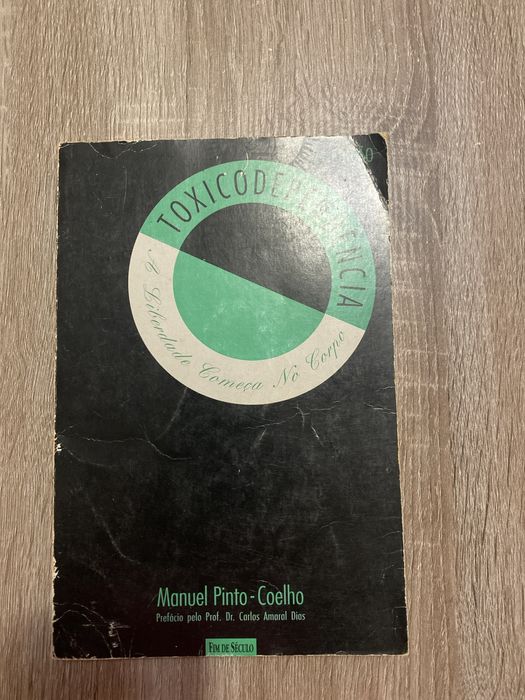 TOXICODEPENDÊNCIA
A Liberdade Começa No Corpo
Manuel Pinto-Coelho
Prefácio pelo Prof. Dr. Carlos Amaral Dias
FIM DE SÉCULO